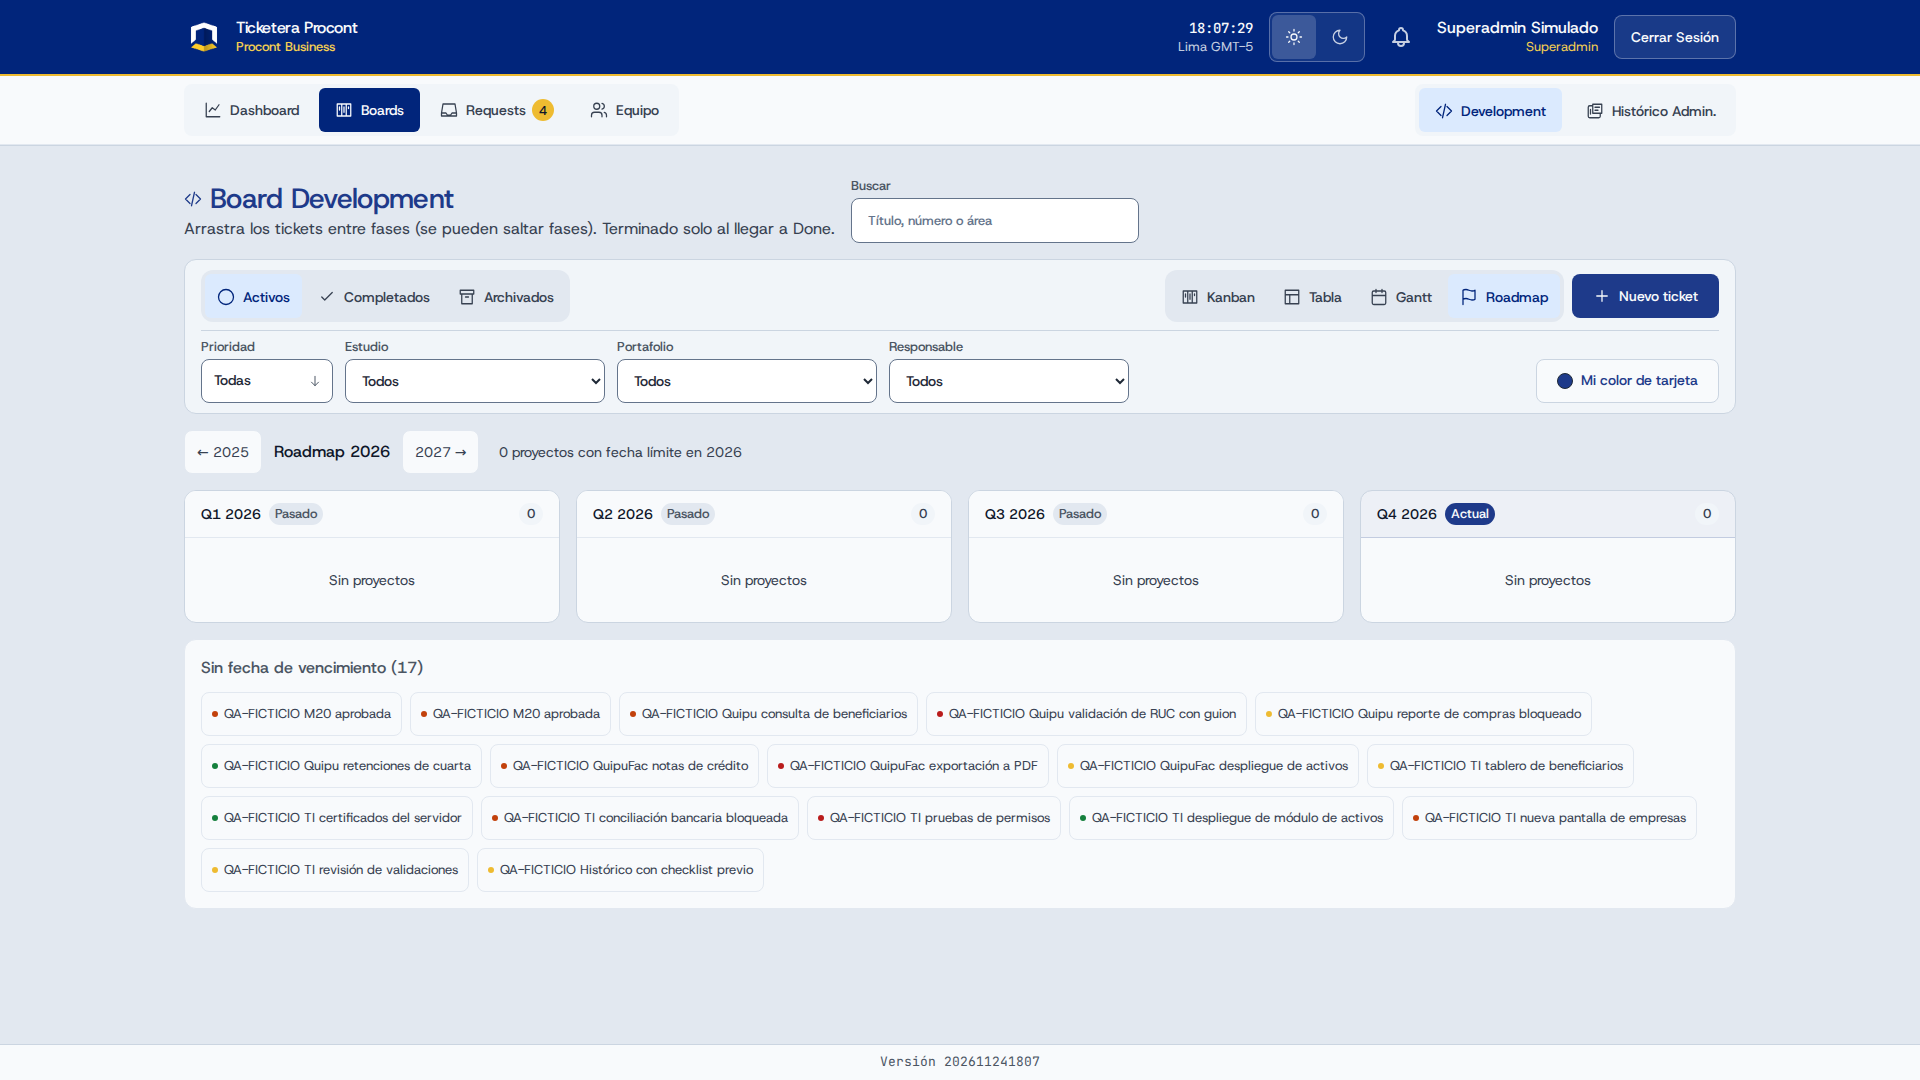 Ticketera Procont
Procont Business
18:07:29
Lima GMT-5
Superadmin Simulado
Superadmin
Cerrar Sesión
Dashboard
Boards
Requests 4
Equipo
Development
Histórico Admin.
Board Development
Arrastra los tickets entre fases (se pueden saltar fases). Terminado solo al llegar a Done.
Buscar
Título, número o área
Activos
Completados
Archivados
Kanban
Tabla
Gantt
Roadmap
Nuevo ticket
Prioridad
Todas ↓
Estudio
Todos
Portafolio
Todos
Responsable
Todos
Mi color de tarjeta
← 2025
Roadmap 2026
2027 →
0 proyectos con fecha límite en 2026
Q1 2026 Pasado 0
Sin proyectos
Q2 2026 Pasado 0
Sin proyectos
Q3 2026 Pasado 0
Sin proyectos
Q4 2026 Actual 0
Sin proyectos
Sin fecha de vencimiento (17)
QA-FICTICIO M20 aprobada
QA-FICTICIO M20 aprobada
QA-FICTICIO Quipu consulta de beneficiarios
QA-FICTICIO Quipu validación de RUC con guion
QA-FICTICIO Quipu reporte de compras bloqueado
QA-FICTICIO Quipu retenciones de cuarta
QA-FICTICIO QuipuFac notas de crédito
QA-FICTICIO QuipuFac exportación a PDF
QA-FICTICIO QuipuFac despliegue de activos
QA-FICTICIO TI tablero de beneficiarios
QA-FICTICIO TI certificados del servidor
QA-FICTICIO TI conciliación bancaria bloqueada
QA-FICTICIO TI pruebas de permisos
QA-FICTICIO TI despliegue de módulo de activos
QA-FICTICIO TI nueva pantalla de empresas
QA-FICTICIO TI revisión de validaciones
QA-FICTICIO Histórico con checklist previo
Versión 202611241807